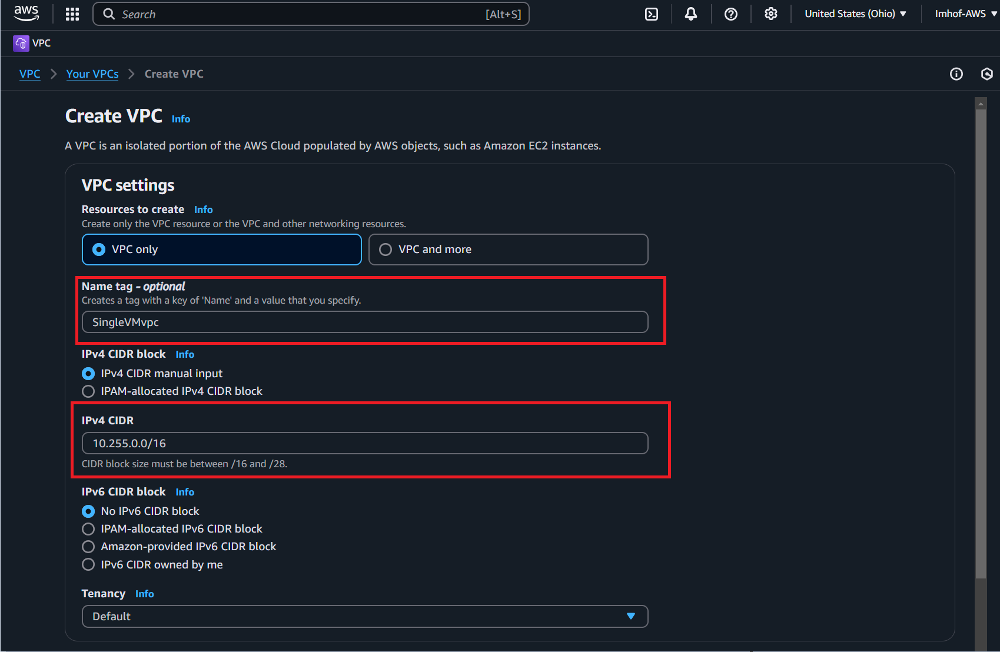 aws Search [Alt+S] United States (Ohio) Imhof-AWS
VPC
VPC Your VPCs Create VPC
Create VPC Info
A VPC is an isolated portion of the AWS Cloud populated by AWS objects, such as Amazon EC2 instances.
VPC settings
Resources to create Info
Create only the VPC resource or the VPC and other networking resources.
VPC only VPC and more
Name tag - optional
Creates a tag with a key of 'Name' and a value that you specify.
SingleVMvpc
IPv4 CIDR block Info
IPv4 CIDR manual input
IPAM-allocated IPv4 CIDR block
IPv4 CIDR
10.255.0.0/16
CIDR block size must be between /16 and /28.
IPv6 CIDR block Info
No IPv6 CIDR block
IPAM-allocated IPv6 CIDR block
Amazon-provided IPv6 CIDR block
IPv6 CIDR owned by me
Tenancy Info
Default